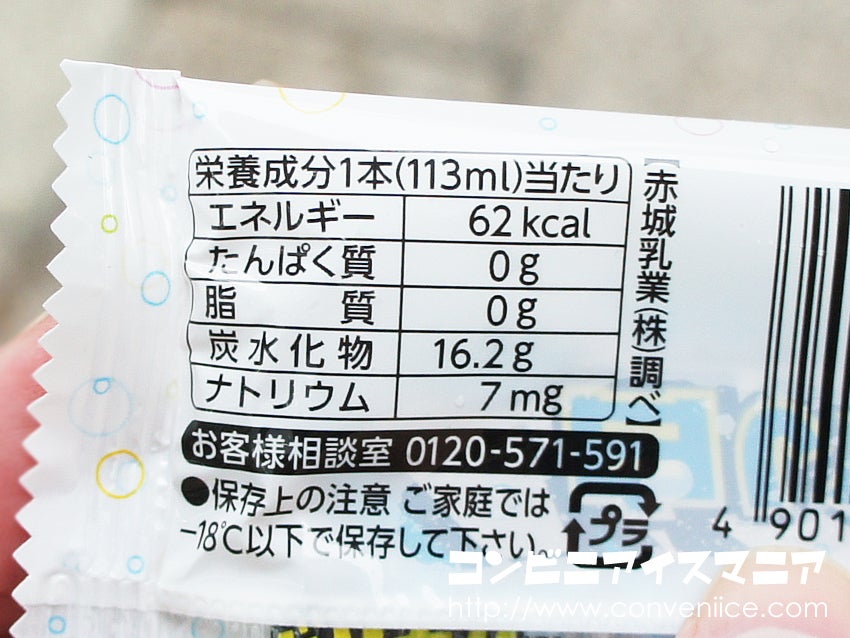 栄養成分1本(113ml)当たり
エネルギー 62kcal
たんぱく質 0g
脂質 0g
炭水化物 16.2g
ナトリウム 7mg
【赤城乳業(株)調べ】
お客様相談室 0120-571-591
●保存上の注意 ご家庭では
-18℃以下で保存して下さい。
プラ
4 901
コンビニアイスマニア
http://www.conveniice.com/